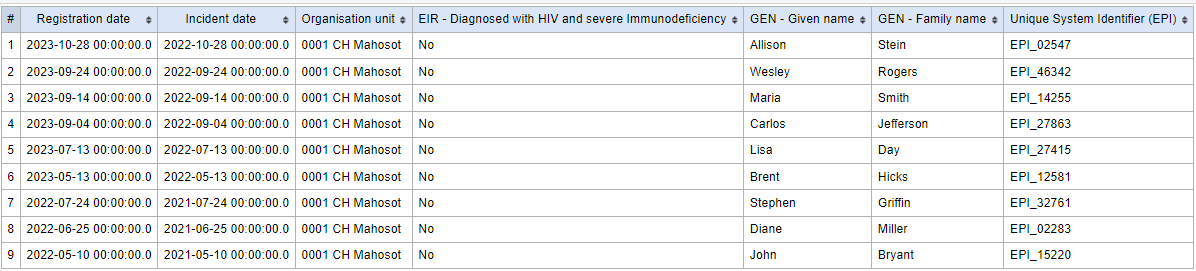 # Registration date Incident date Organisation unit EIR - Diagnosed with HIV and severe Immunodeficiency GEN - Given name GEN - Family name Unique System Identifier (EPI)
1 2023-10-28 00:00:00.0 2022-10-28 00:00:00.0 0001 CH Mahosot No Allison Stein EPI_02547
2 2023-09-24 00:00:00.0 2022-09-24 00:00:00.0 0001 CH Mahosot No Wesley Rogers EPI_46342
3 2023-09-14 00:00:00.0 2022-09-14 00:00:00.0 0001 CH Mahosot No Maria Smith EPI_14255
4 2023-09-04 00:00:00.0 2022-09-04 00:00:00.0 0001 CH Mahosot No Carlos Jefferson EPI_27863
5 2023-07-13 00:00:00.0 2022-07-13 00:00:00.0 0001 CH Mahosot No Lisa Day EPI_27415
6 2023-05-13 00:00:00.0 2022-05-13 00:00:00.0 0001 CH Mahosot No Brent Hicks EPI_12581
7 2022-07-24 00:00:00.0 2021-07-24 00:00:00.0 0001 CH Mahosot No Stephen Griffin EPI_32761
8 2022-06-25 00:00:00.0 2021-06-25 00:00:00.0 0001 CH Mahosot No Diane Miller EPI_02283
9 2022-05-10 00:00:00.0 2021-05-10 00:00:00.0 0001 CH Mahosot No John Bryant EPI_15220